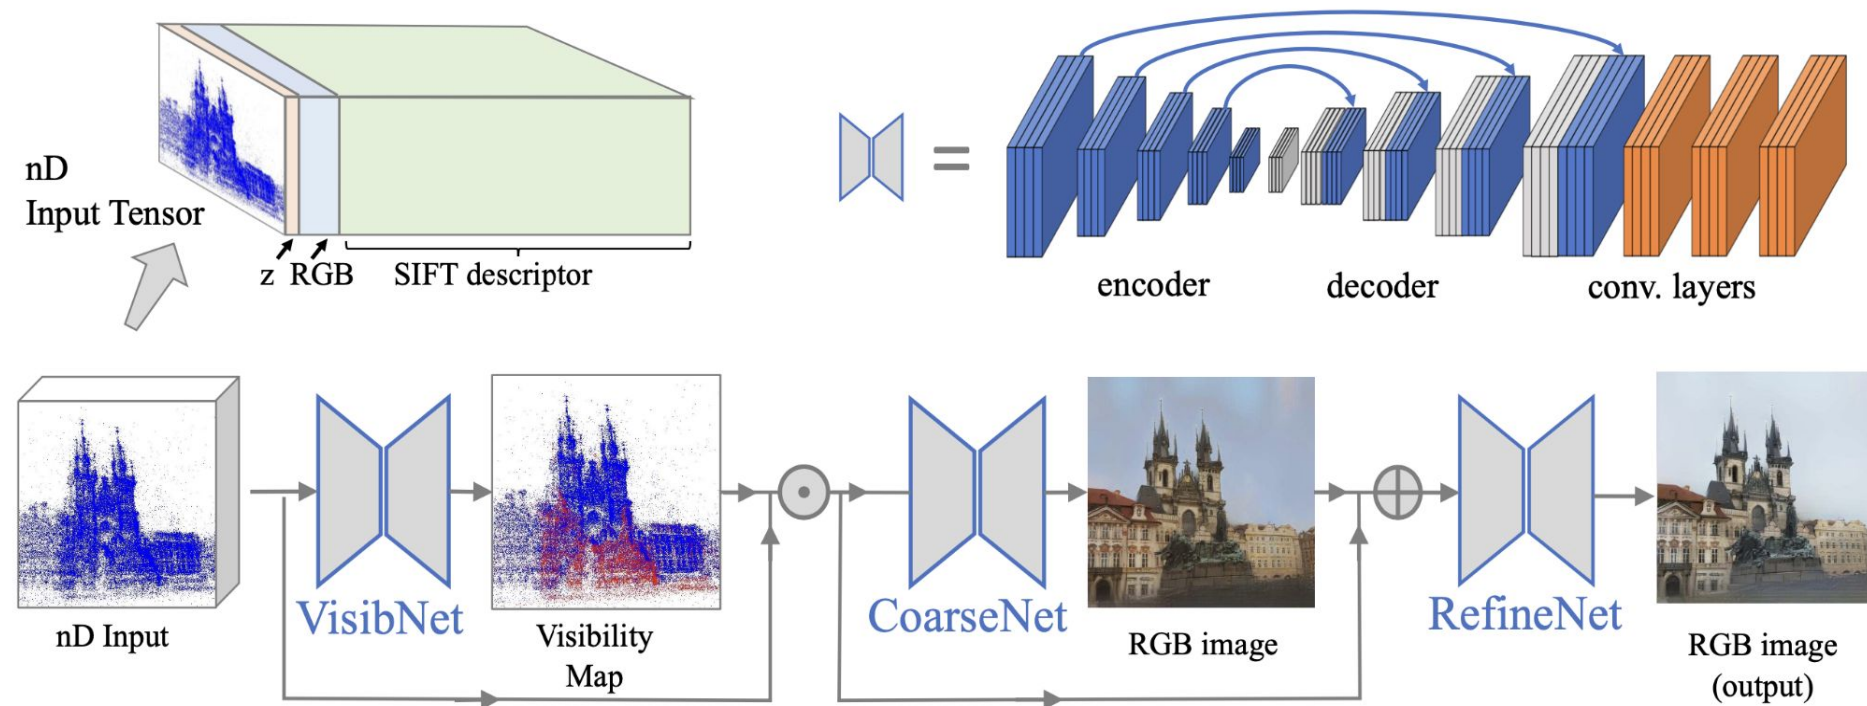 nD
Input Tensor
z RGB SIFT descriptor
encoder decoder conv. layers
nD Input
VisibNet
Visibility
Map
CoarseNet
RGB image
RefineNet
RGB image
(output)